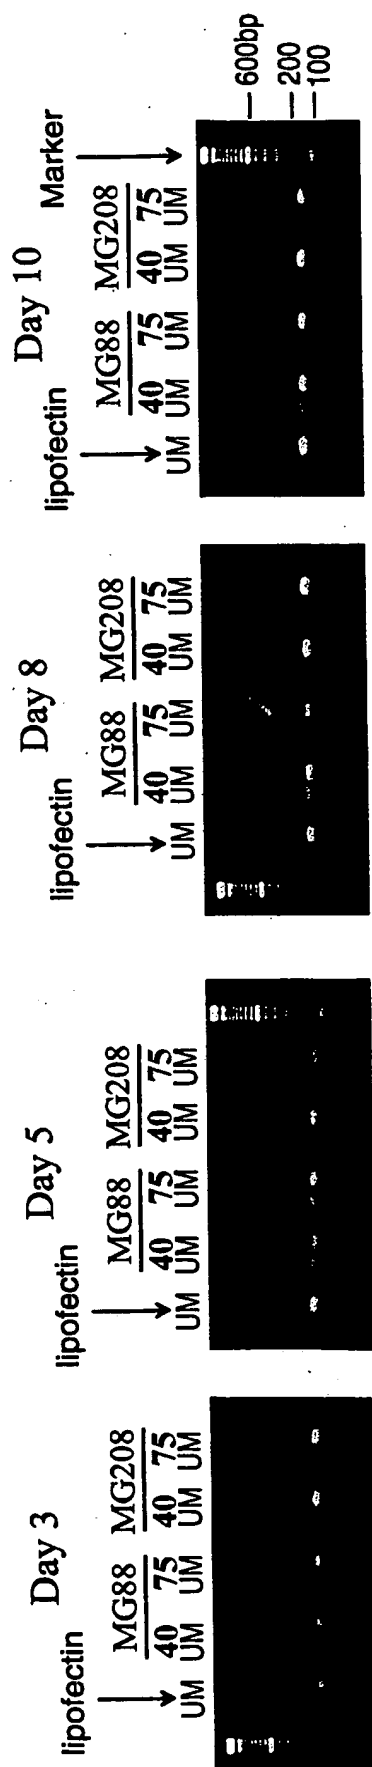 Day 3
lipofectin
MG88 MG208
40 75 40 75
UM UM UM UM UM
Day 5
lipofectin
MG88 MG208
40 75 40 75
UM UM UM UM UM
Day 8
lipofectin
MG88 MG208
40 75 40 75
UM UM UM UM UM
Day 10
lipofectin Marker
MG88 MG208
40 75 40 75
UM UM UM UM UM
600bp
200
100